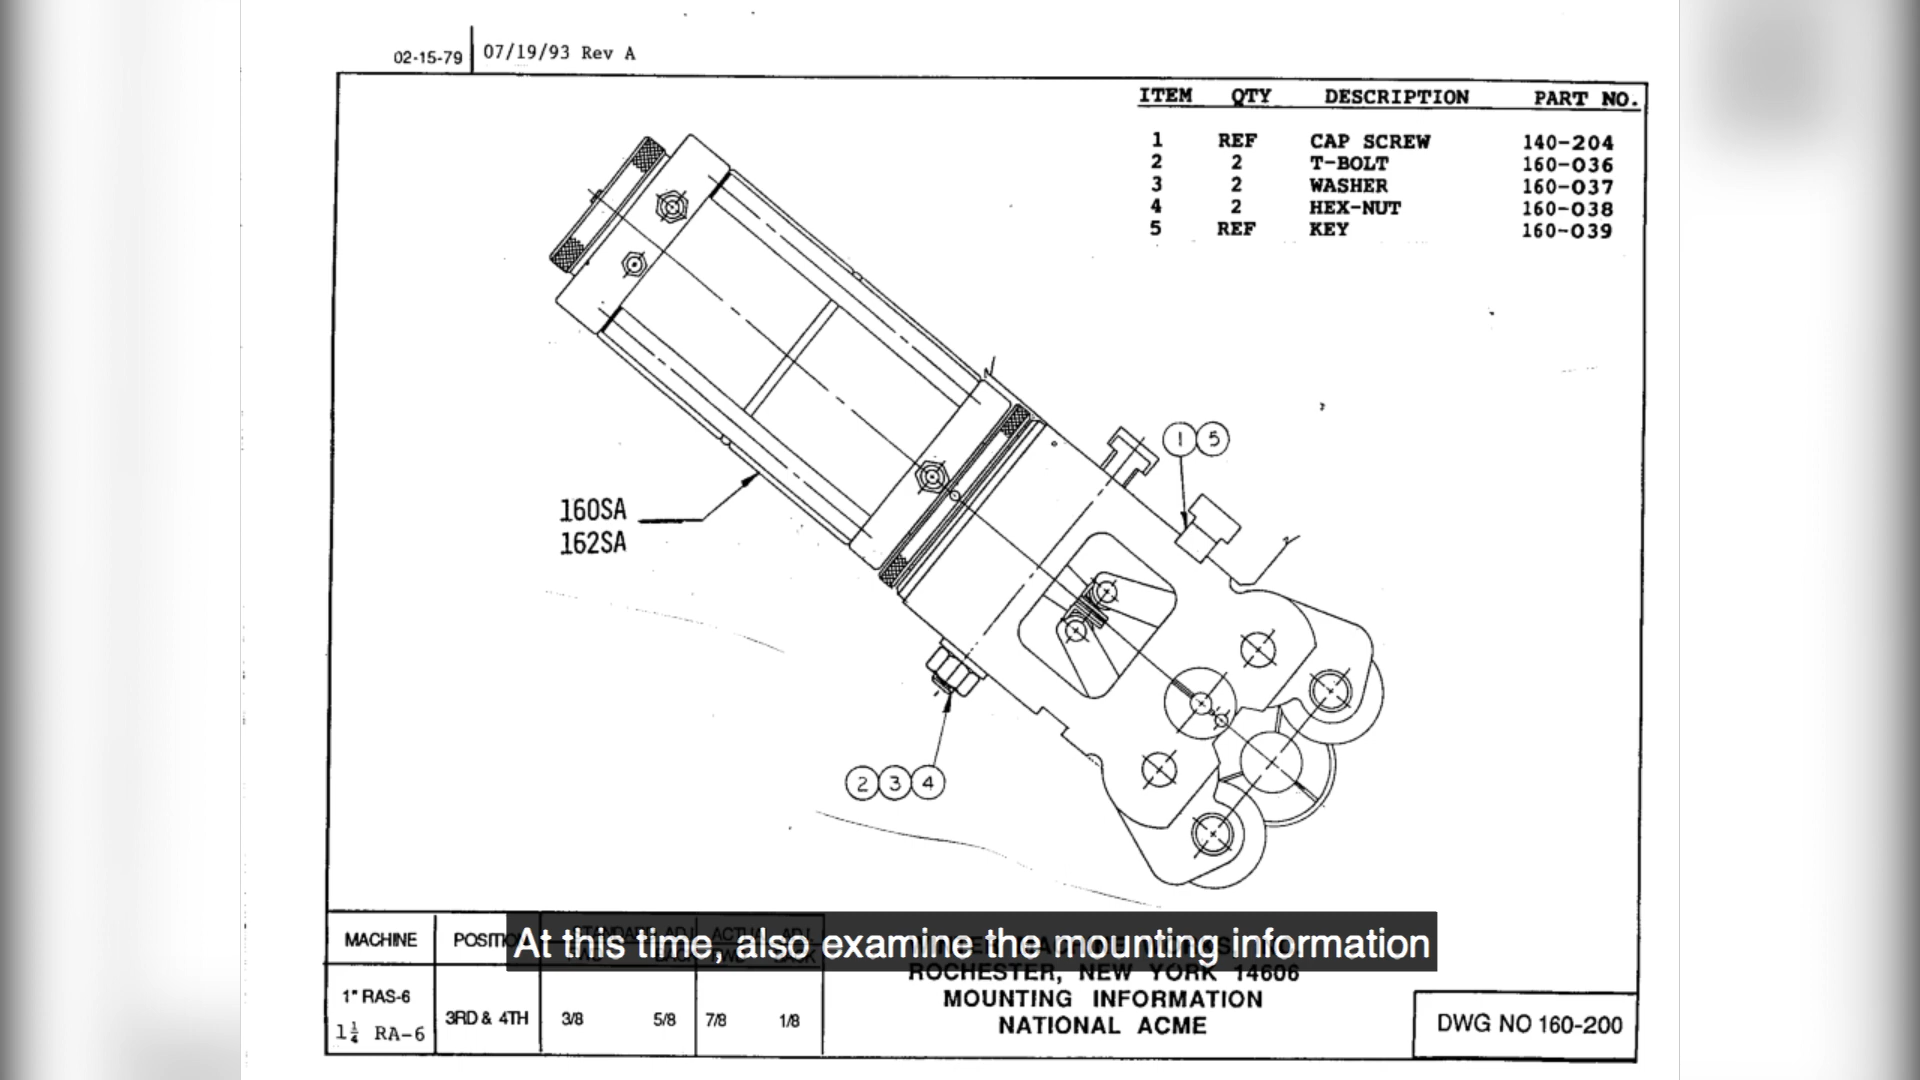 02-15-79 07/19/93 Rev A
ITEM QTY DESCRIPTION PART NO.
1 REF CAP SCREW 140-204
2 2 T-BOLT 160-036
3 2 WASHER 160-037
4 2 HEX-NUT 160-038
5 REF KEY 160-039
1 5
160SA
162SA
2 3 4
MACHINE
1" RAS-6
1 1/4 RA-6
3RD & 4TH
3/8 5/8 7/8 1/8
At this time, also examine the mounting information
ROCHESTER, NEW YORK 14606
MOUNTING INFORMATION
NATIONAL ACME
DWG NO 160-200